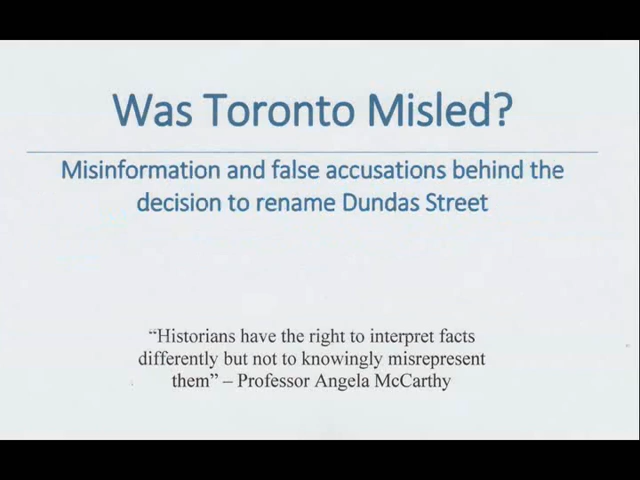 Was Toronto Misled?
Misinformation and false accusations behind the
decision to rename Dundas Street
“Historians have the right to interpret facts
differently but not to knowingly misrepresent
them” – Professor Angela McCarthy